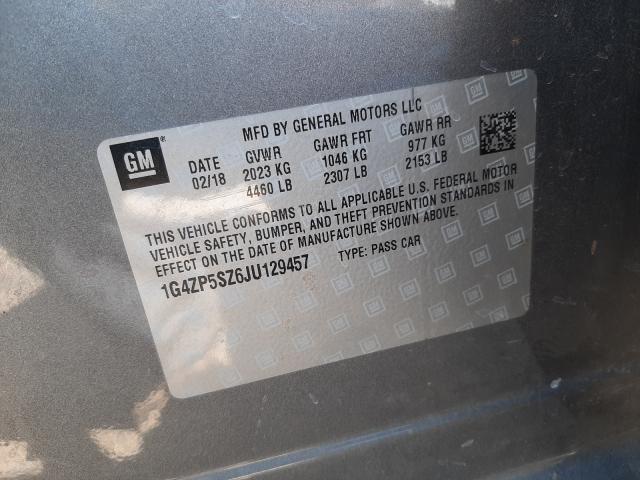 GM®
MFD BY GENERAL MOTORS LLC
DATE GVWR GAWR FRT GAWR RR
02/18 2023 KG 1046 KG 977 KG
4460 LB 2307 LB 2153 LB
THIS VEHICLE CONFORMS TO ALL APPLICABLE U.S. FEDERAL MOTOR
VEHICLE SAFETY, BUMPER, AND THEFT PREVENTION STANDARDS IN
EFFECT ON THE DATE OF MANUFACTURE SHOWN ABOVE.
1G4ZP5SZ6JU129457 TYPE: PASS CAR